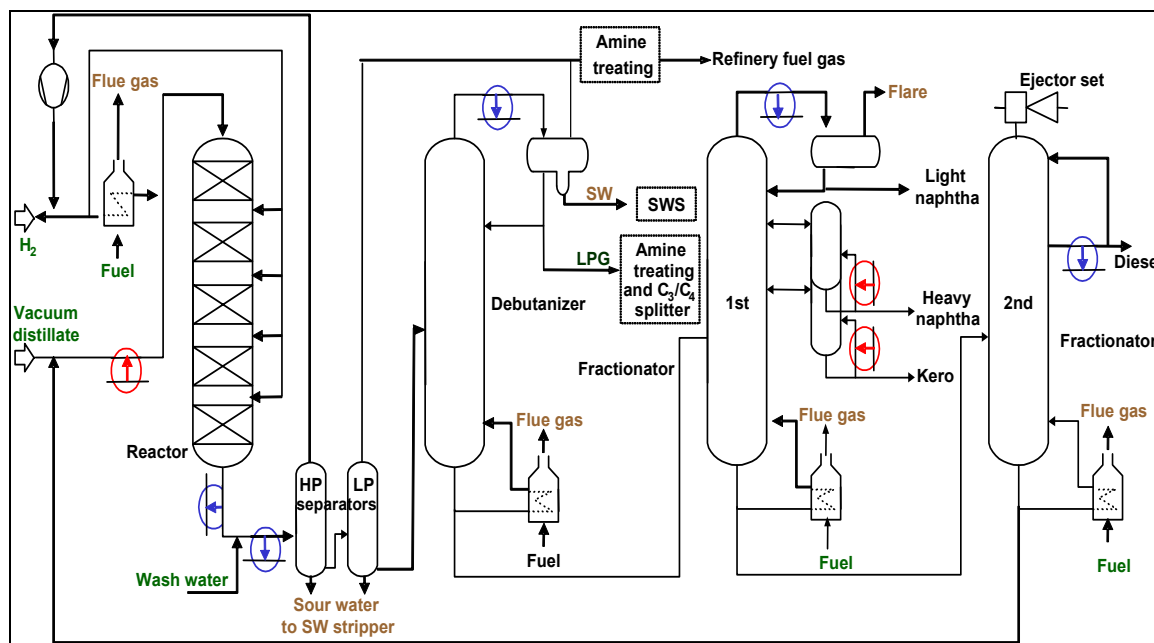 Amine
treating
Refinery fuel gas
Ejector set
Flue gas
Flare
Light
naphtha
SW
SWS
H2
Fuel
LPG
Amine
treating
and C3/C4
splitter
Diese
Vacuum
distillate
Debutanizer
1st
Heavy
naphtha
2nd
Fractionator
Fractionator
Kero
Reactor
Flue gas
Flue gas
Flue gas
HP
LP
separators
Wash water
Fuel
Fuel
Fuel
Sour water
to SW stripper